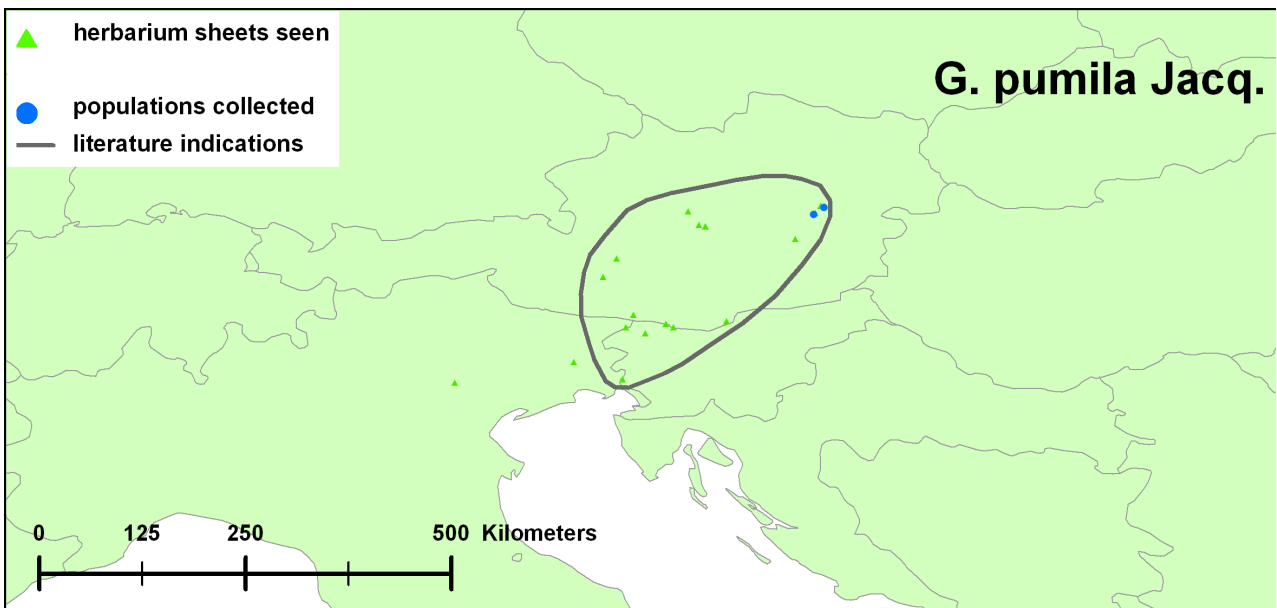 herbarium sheets seen
G. pumila Jacq.
populations collected
literature indications
0 125 250 500 Kilometers